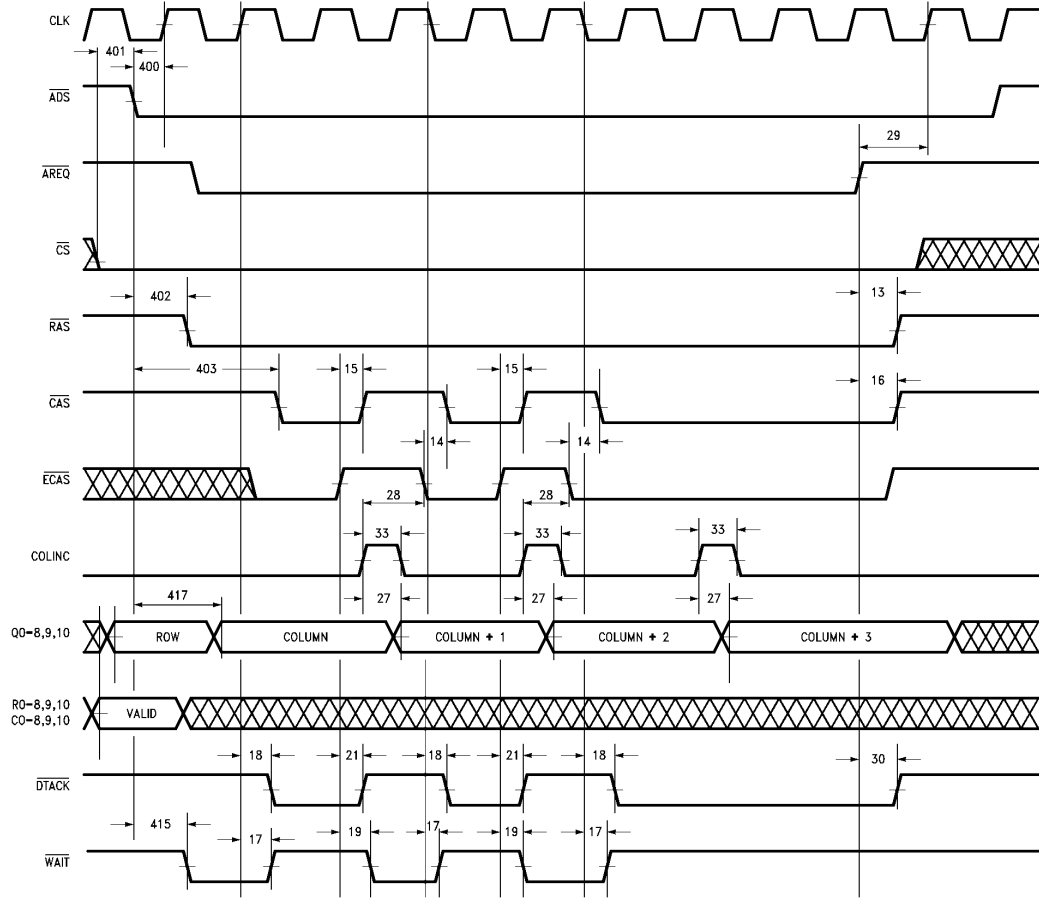 CLK
401
400
ADS
29
AREQ
CS
402
13
RAS
403
15
15
16
CAS
14
14
ECAS
28
28
33
33
33
COLINC
27
27
27
417
Q0-8,9,10
ROW
COLUMN
COLUMN + 1
COLUMN + 2
COLUMN + 3
R0-8,9,10
C0-8,9,10
VALID
18
21
18
21
18
30
DTACK
415
17
19
17
19
17
WAIT